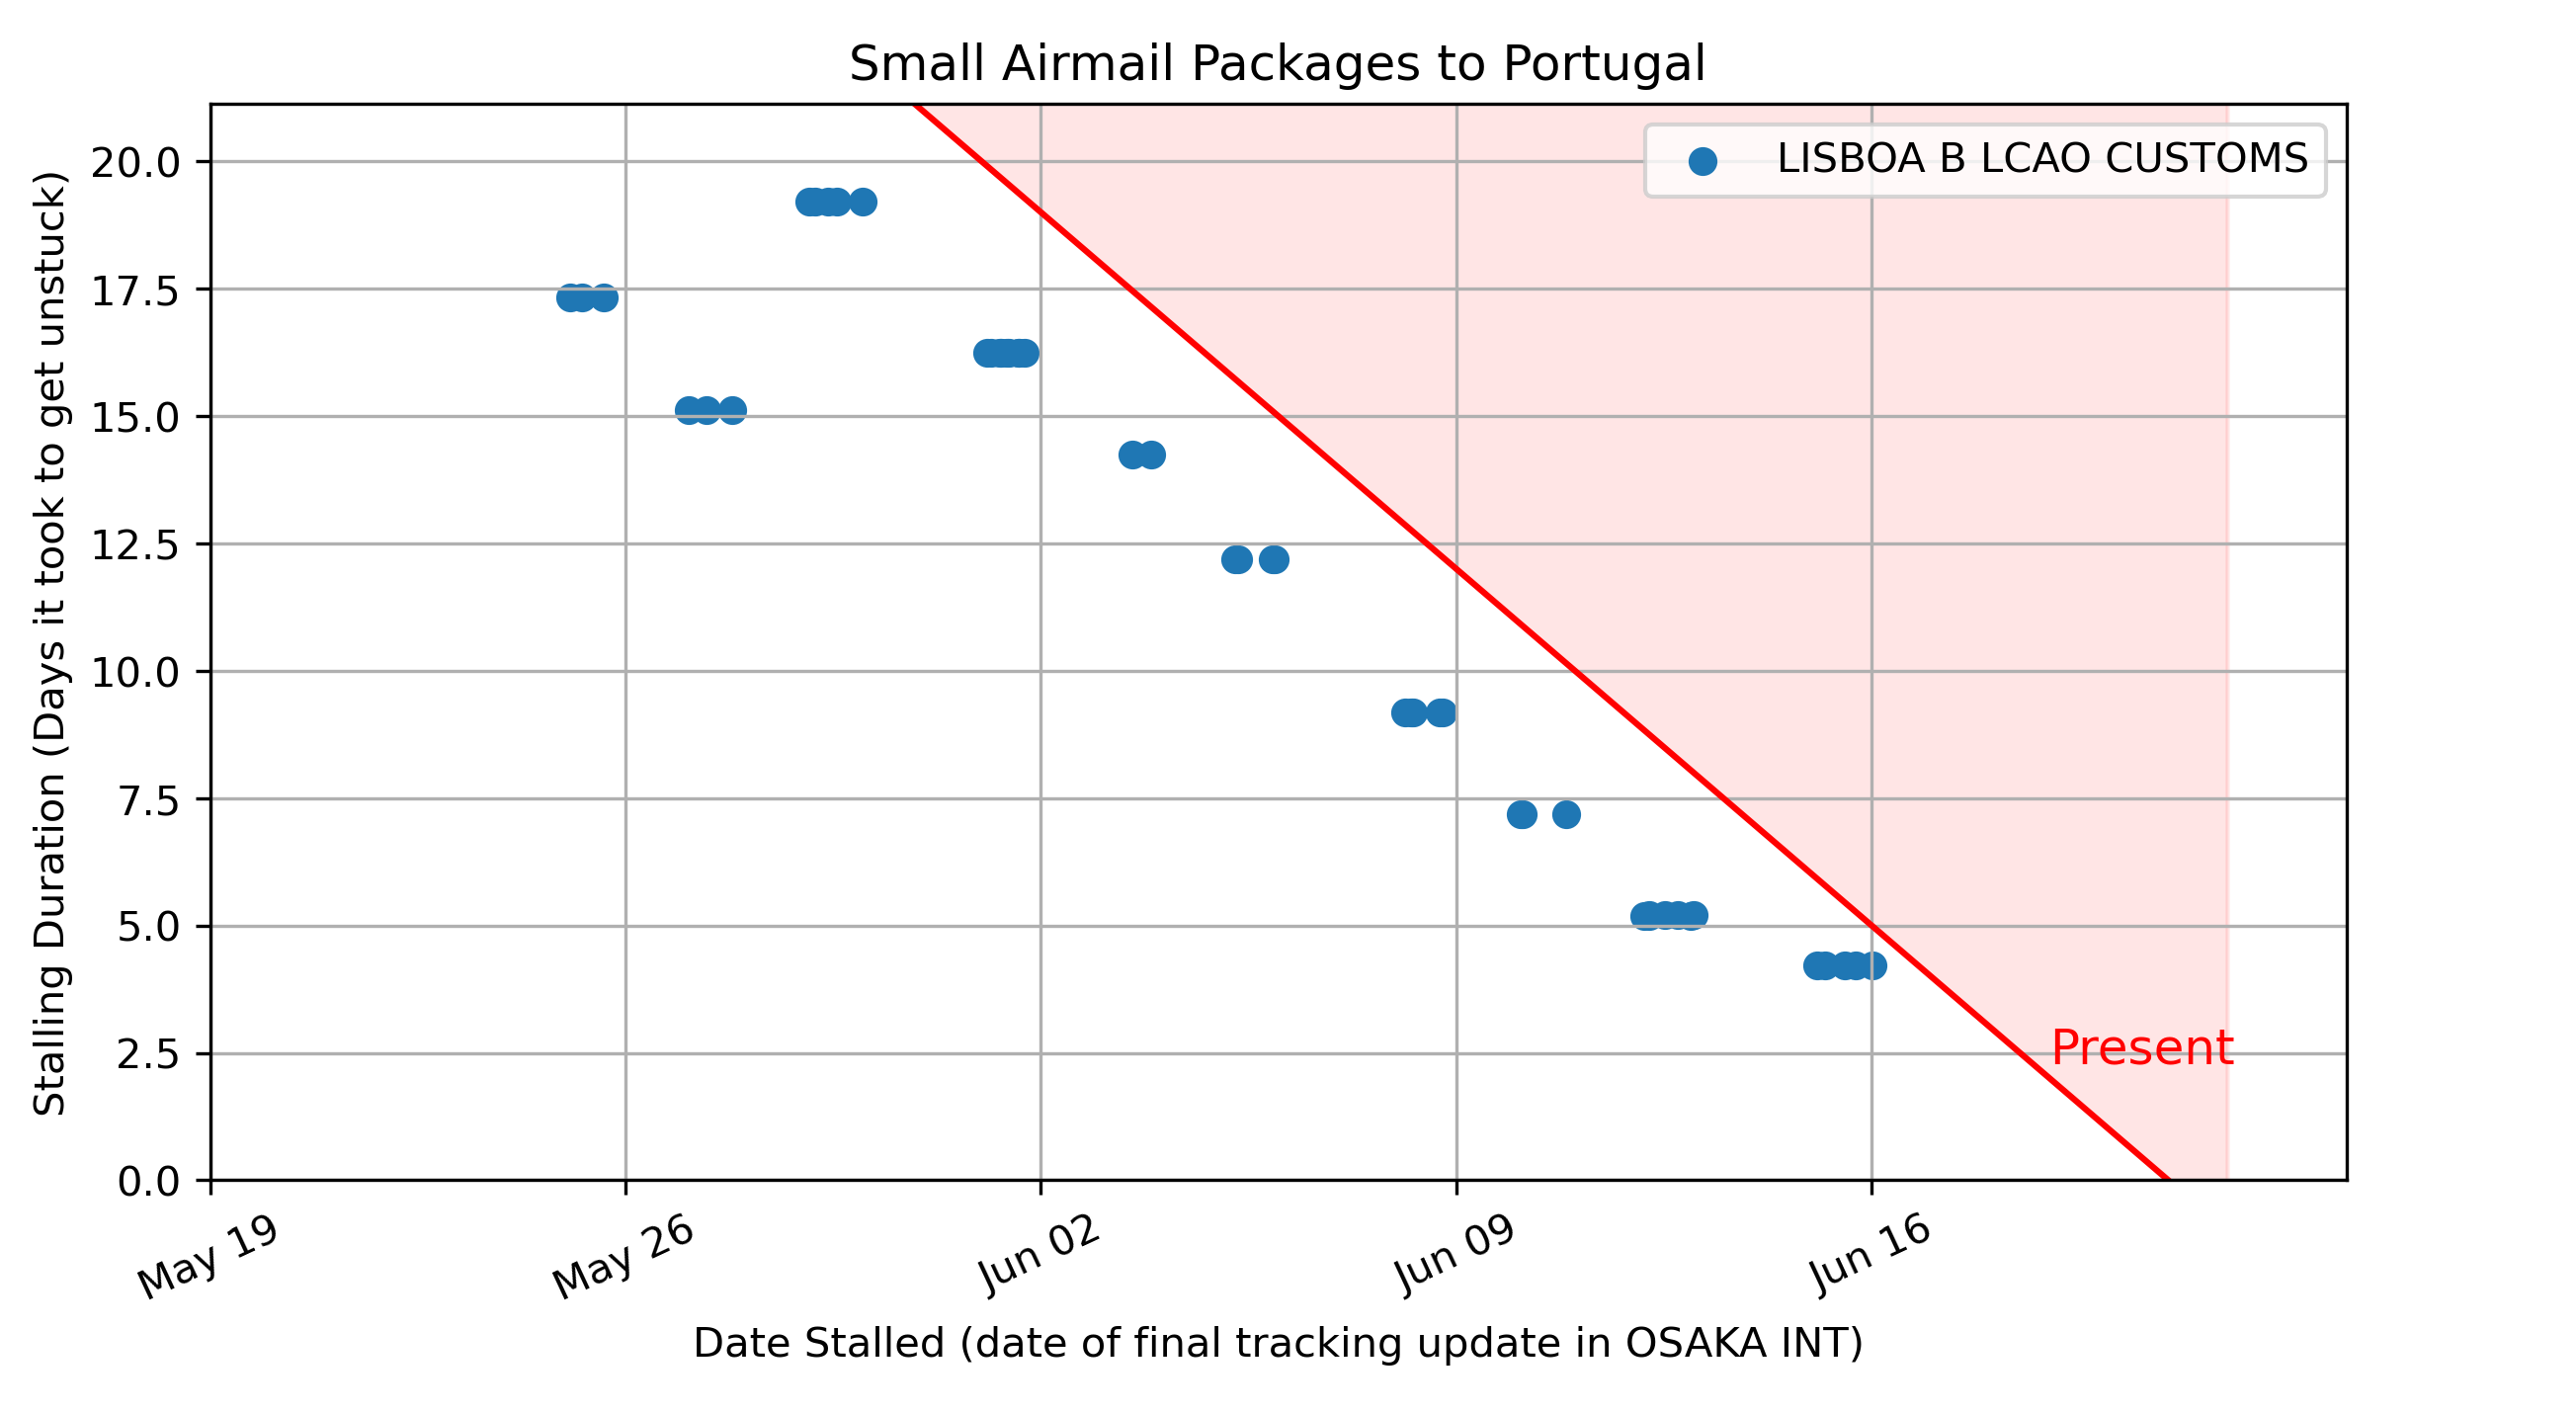 Small Airmail Packages to Portugal
LISBOA B LCAO CUSTOMS
Stalling Duration (Days it took to get unstuck)
20.0
17.5
15.0
12.5
10.0
7.5
5.0
2.5
0.0
Present
May 19
May 26
Jun 02
Jun 09
Jun 16
Date Stalled (date of final tracking update in OSAKA INT)